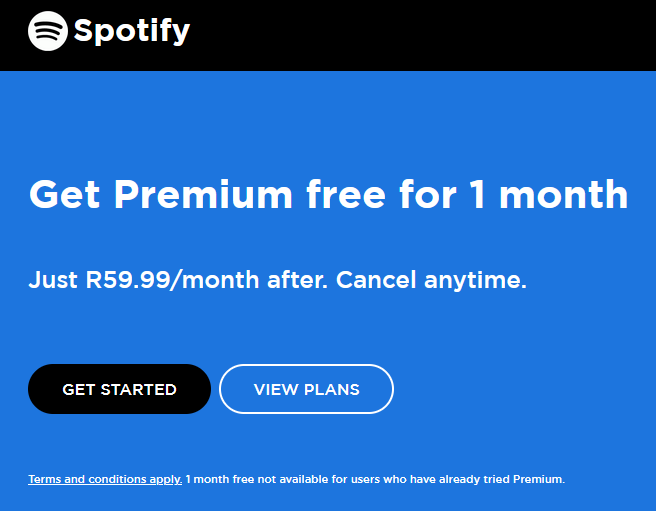 Spotify
Get Premium free for 1 month
Just R59.99/month after. Cancel anytime.
GET STARTED
VIEW PLANS
Terms and conditions apply. 1 month free not available for users who have already tried Premium.